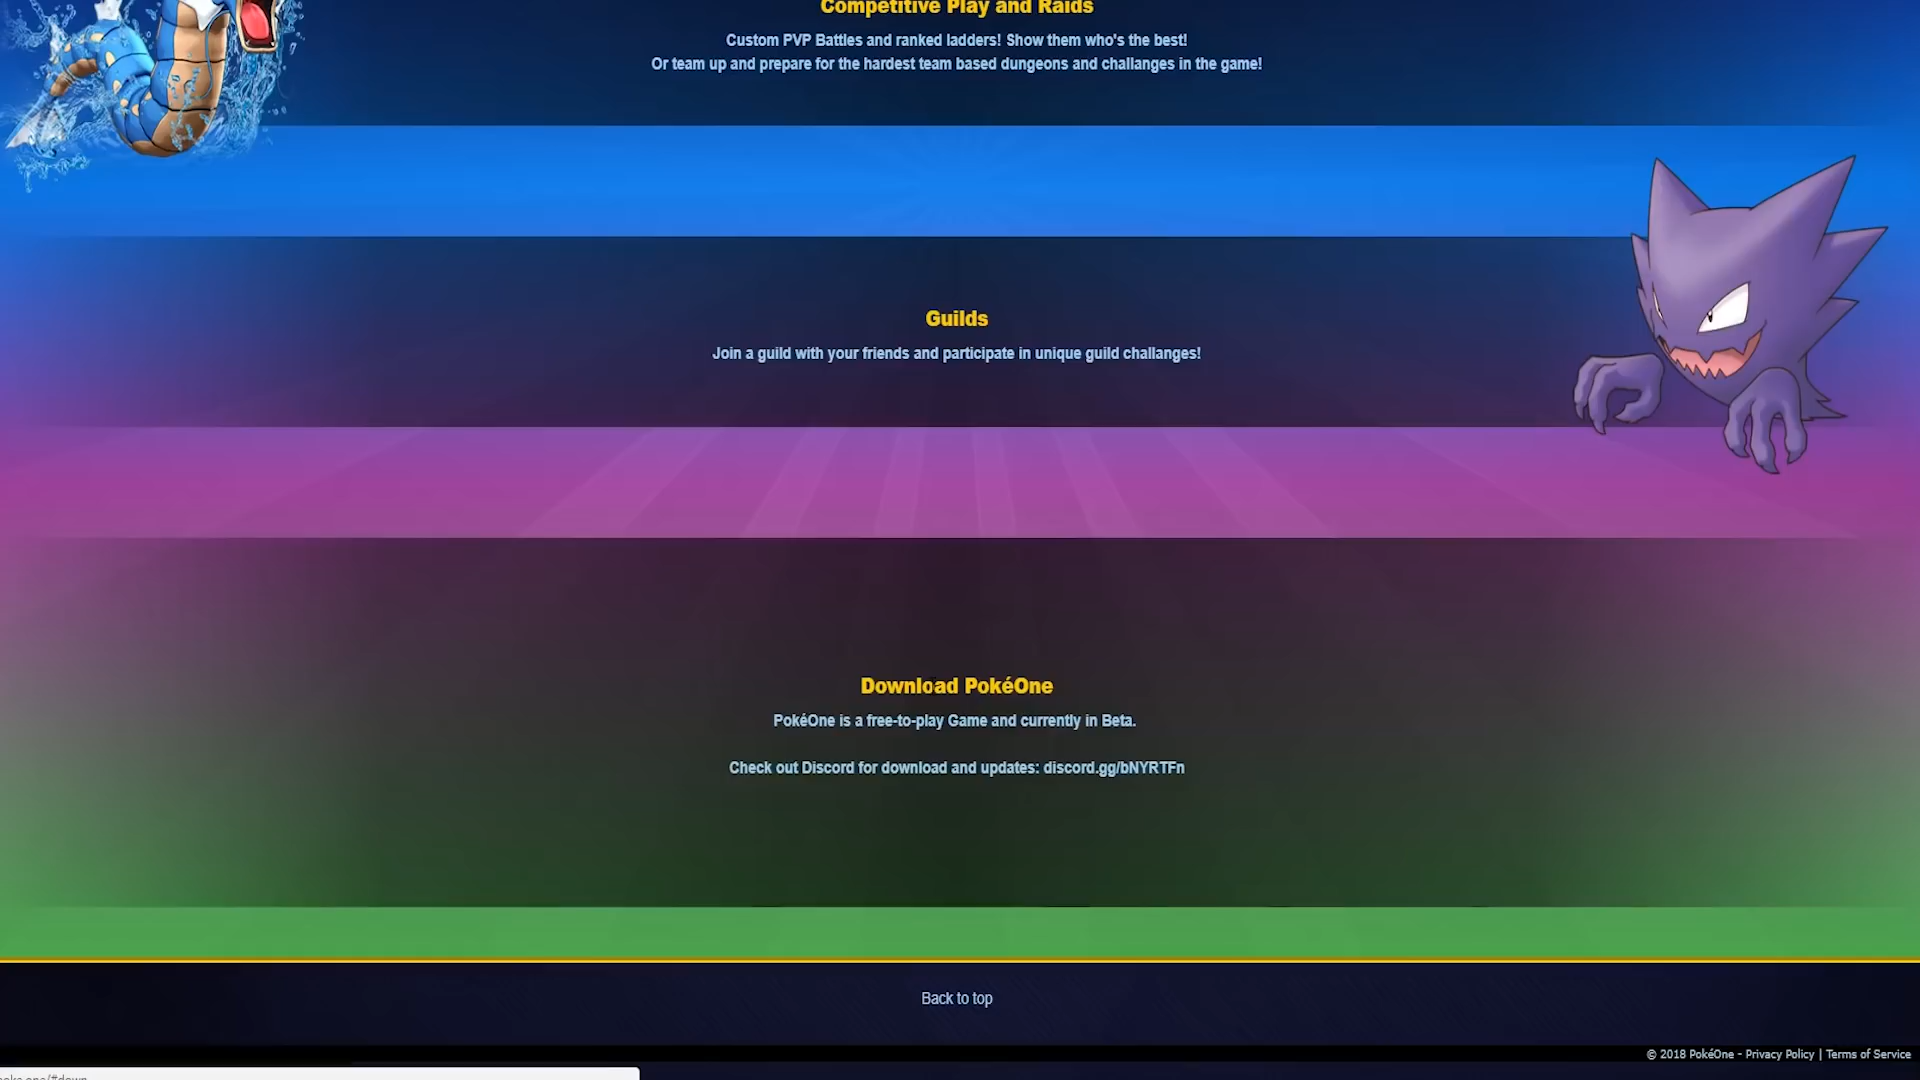 Competitive Play and Raids
Custom PVP Battles and ranked ladders! Show them who's the best!
Or team up and prepare for the hardest team based dungeons and challanges in the game!
Guilds
Join a guild with your friends and participate in unique guild challanges!
Download PokéOne
PokéOne is a free-to-play Game and currently in Beta.
Check out Discord for download and updates: discord.gg/bNYRTFn
Back to top
© 2018 PokéOne - Privacy Policy | Terms of Service